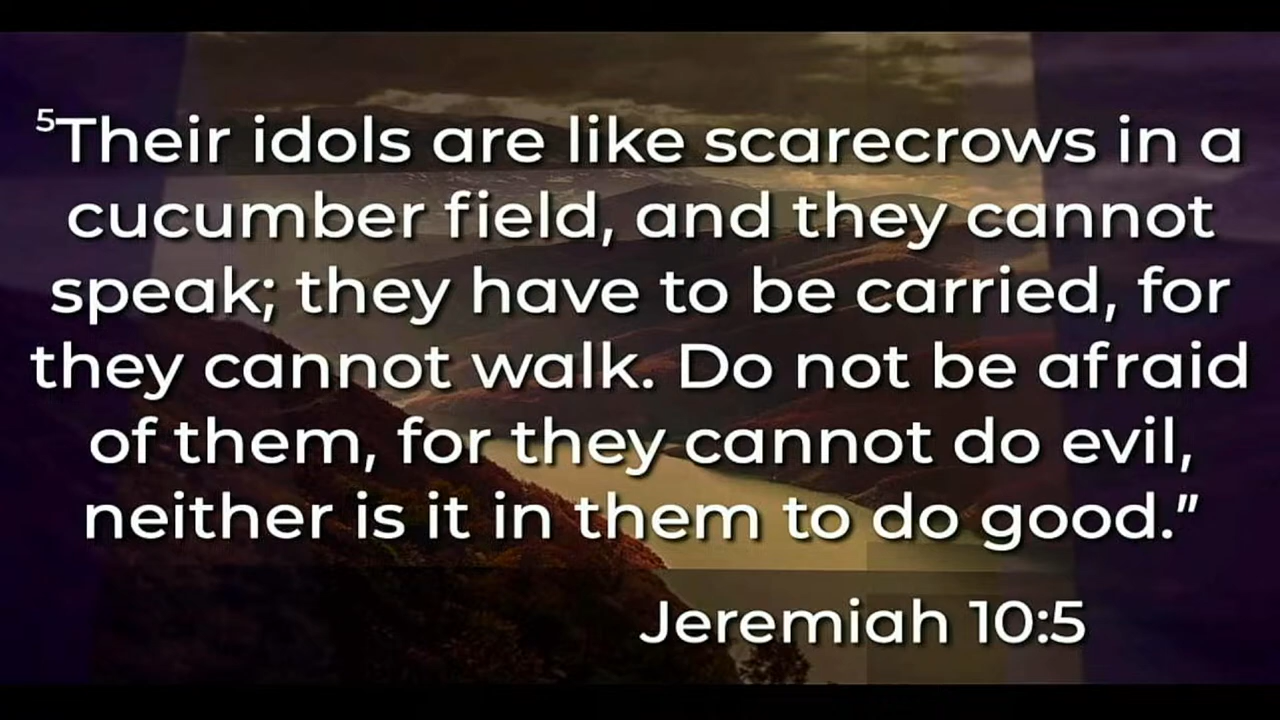 ⁵Their idols are like scarecrows in a
cucumber field, and they cannot
speak; they have to be carried, for
they cannot walk. Do not be afraid
of them, for they cannot do evil,
neither is it in them to do good.”
Jeremiah 10:5